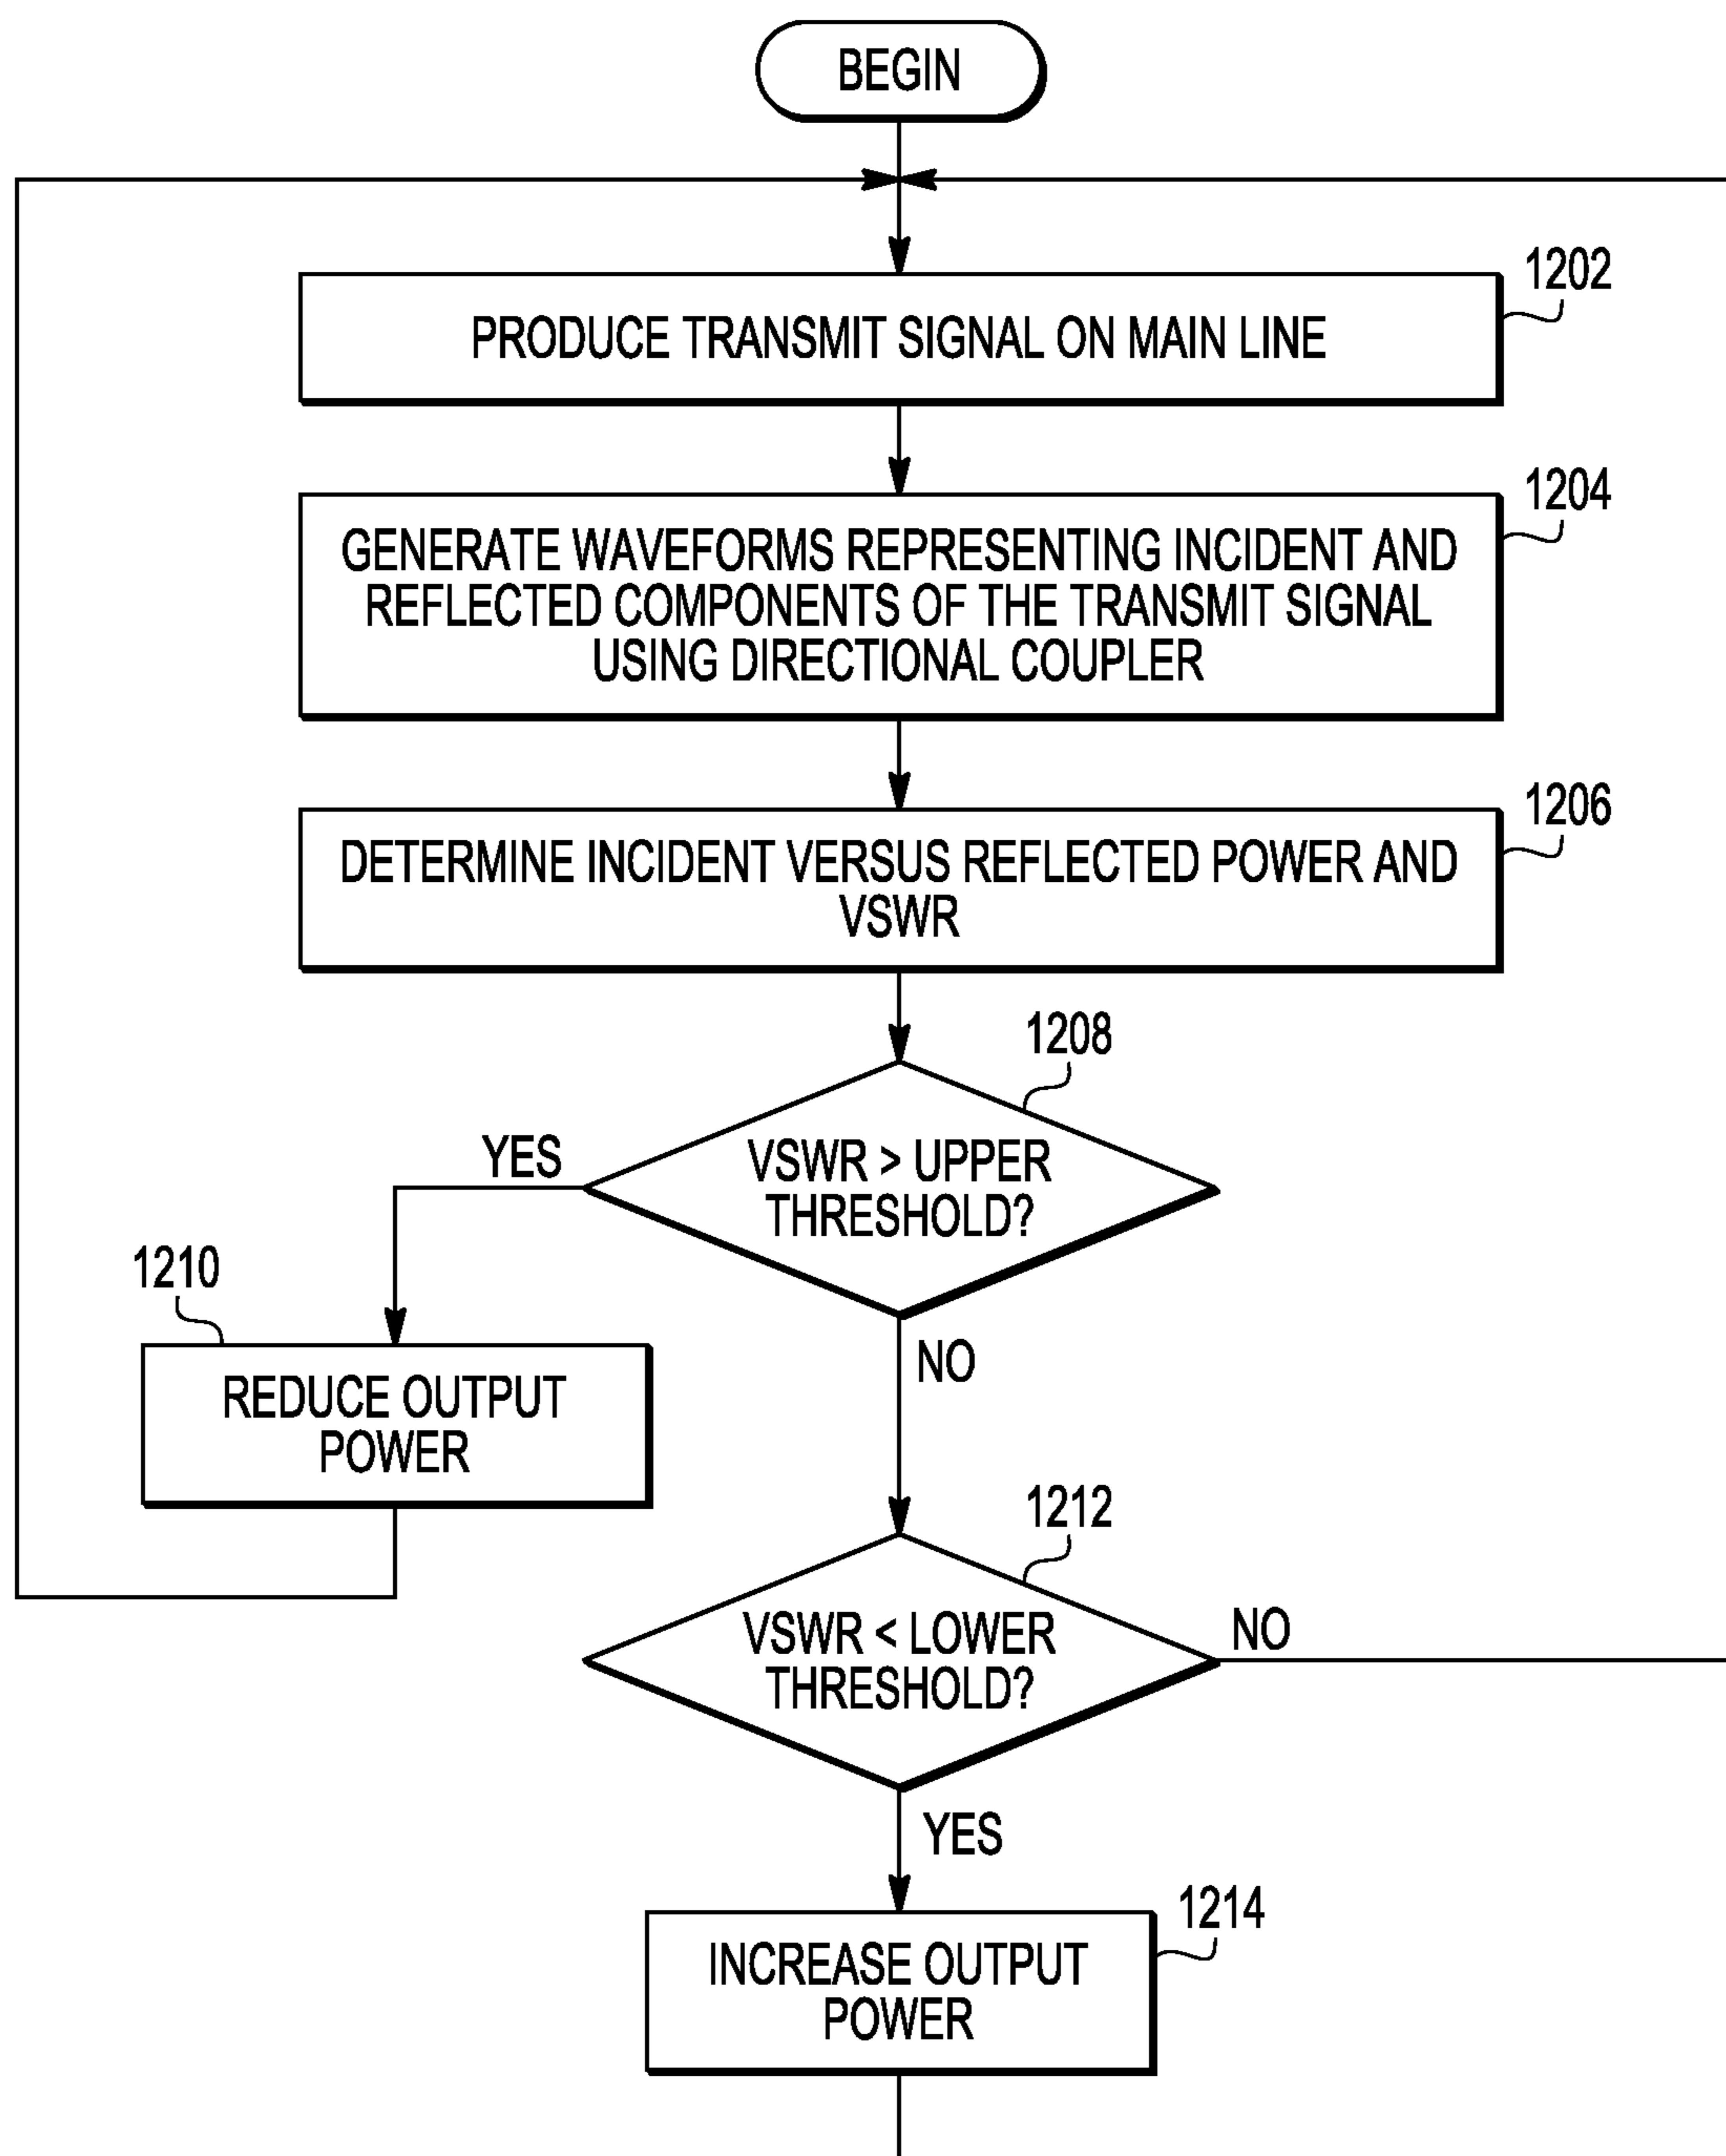 BEGIN
1202
PRODUCE TRANSMIT SIGNAL ON MAIN LINE
1204
GENERATE WAVEFORMS REPRESENTING INCIDENT AND
REFLECTED COMPONENTS OF THE TRANSMIT SIGNAL
USING DIRECTIONAL COUPLER
1206
DETERMINE INCIDENT VERSUS REFLECTED POWER AND
VSWR
1208
VSWR > UPPER
THRESHOLD?
YES
1210
REDUCE OUTPUT
POWER
NO
1212
VSWR < LOWER
THRESHOLD?
NO
YES
1214
INCREASE OUTPUT
POWER